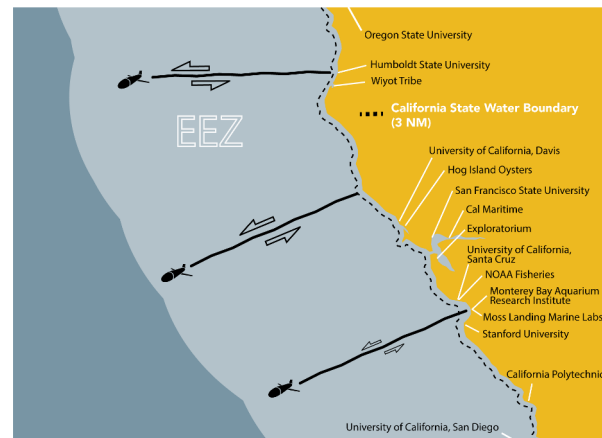 Oregon State University
Humboldt State University
Wiyot Tribe
EEZ
California State Water Boundary
(3 NM)
University of California, Davis
Hog Island Oysters
San Francisco State University
Cal Maritime
Exploratorium
University of California,
Santa Cruz
NOAA Fisheries
Monterey Bay Aquarium
Research Institute
Moss Landing Marine Labs
Stanford University
California Polytechnic
University of California, San Diego